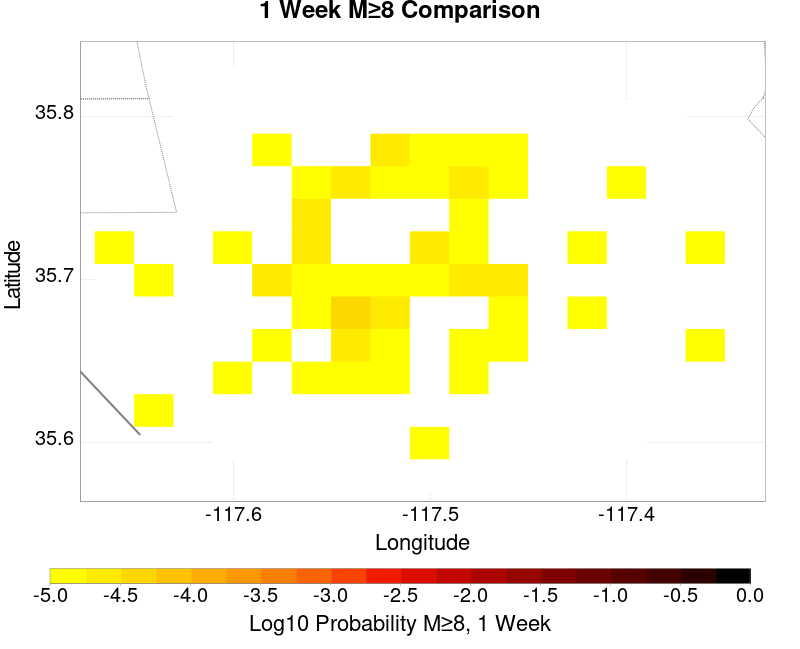 1 Week M≥8 Comparison
35.8
35.7
35.6
Latitude
-117.6 -117.5 -117.4
Longitude
-5.0 -4.5 -4.0 -3.5 -3.0 -2.5 -2.0 -1.5 -1.0 -0.5 0.0
Log10 Probability M≥8, 1 Week